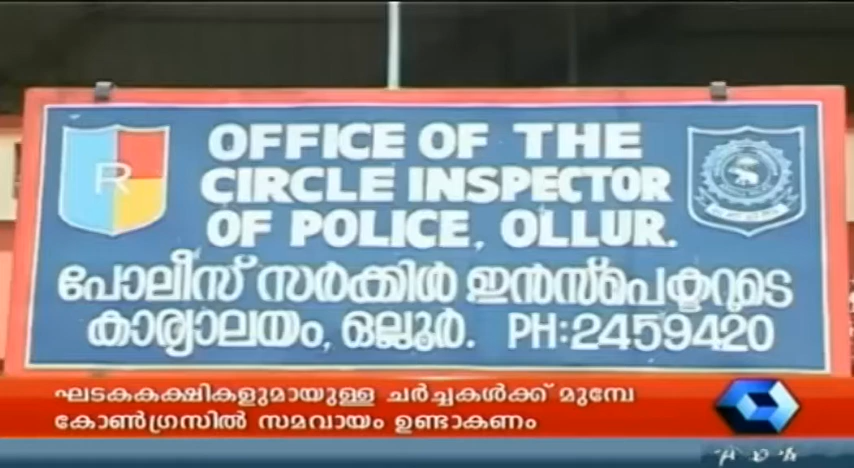 R
OFFICE OF THE
CIRCLE INSPECTOR
OF POLICE, OLLUR.
പോലീസ് സർക്കിൾ ഇൻസ്പെക്ടറുടെ
കാര്യാലയം, ഒല്ലൂർ. PH:2459420
ഘടകകക്ഷികളുമായുള്ള ചർച്ചകൾക്ക് മുമ്പേ
കോൺഗ്രസിൽ സമവായം ഉണ്ടാകണം